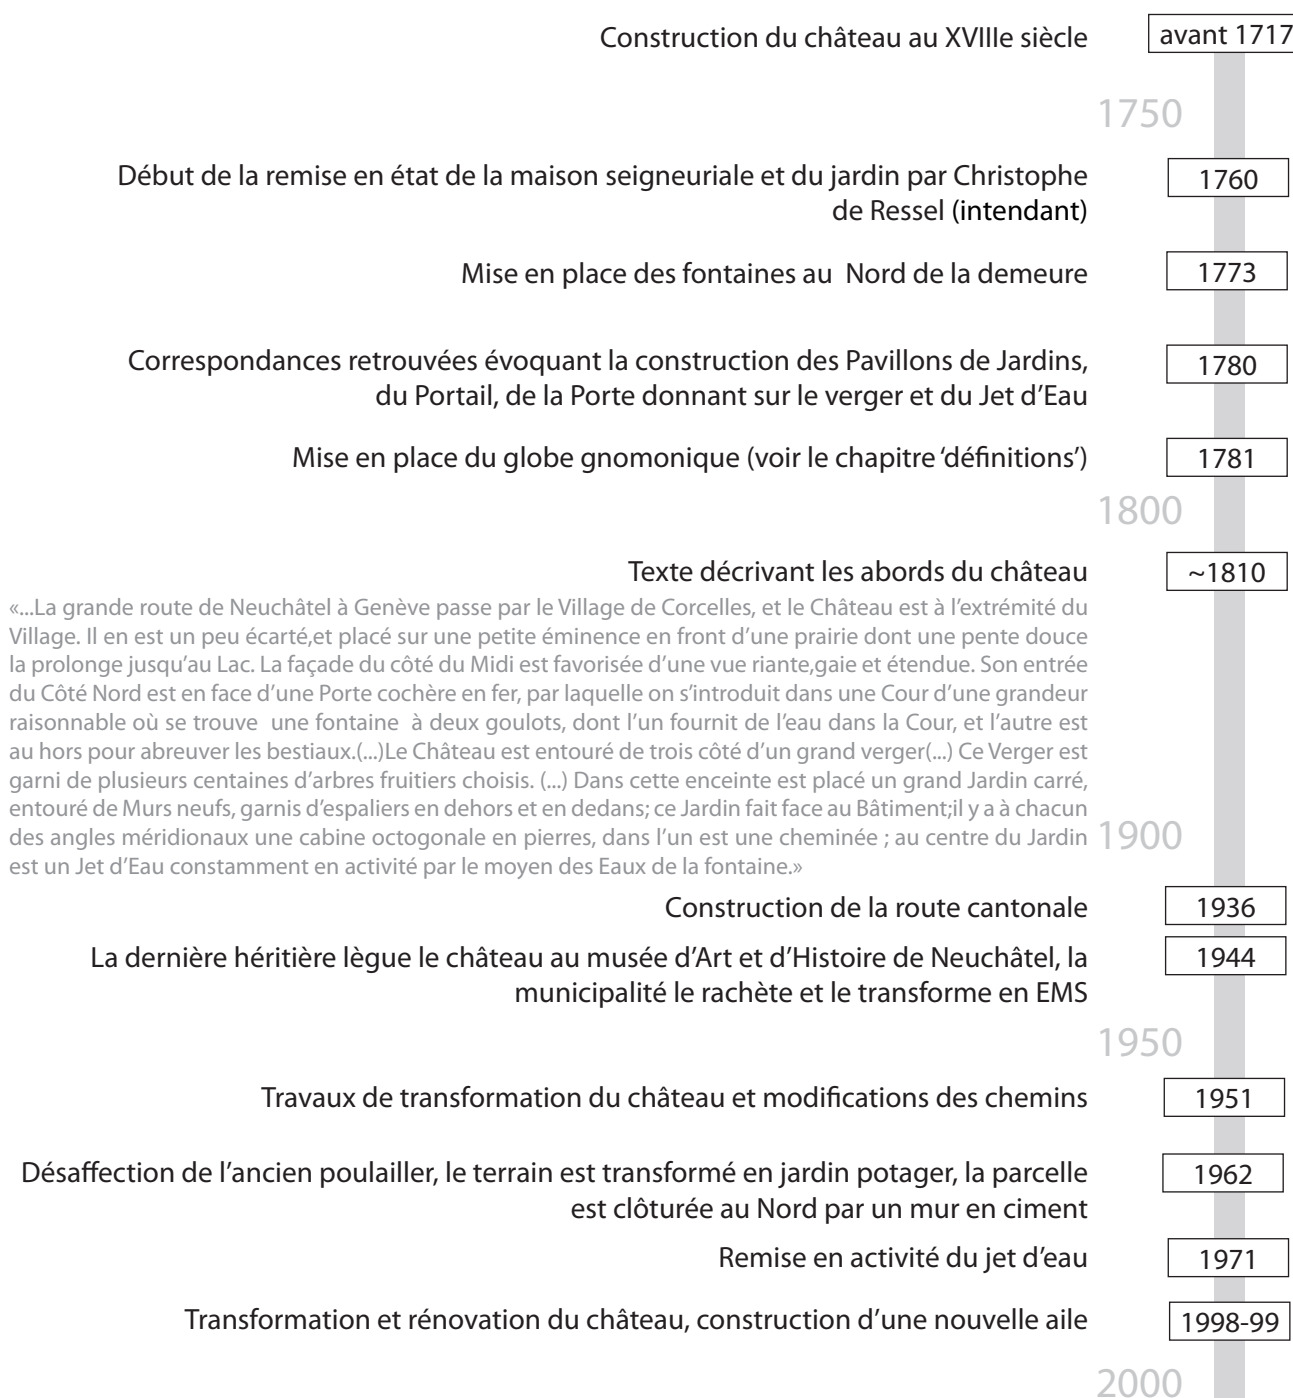 Construction du château au XVIIIe siècle
avant 1717
1750
Début de la remise en état de la maison seigneuriale et du jardin par Christophe
de Ressel (intendant)
1760
Mise en place des fontaines au  Nord de la demeure
1773
Correspondances retrouvées évoquant la construction des Pavillons de Jardins,
du Portail, de la Porte donnant sur le verger et du Jet d’Eau
1780
Mise en place du globe gnomonique (voir le chapitre ‘définitions’)
1781
1800
Texte décrivant les abords du château
~1810
«...La grande route de Neuchâtel à Genève passe par le Village de Corcelles, et le Château est à l’extrémité du
Village. Il en est un peu écarté,et placé sur une petite éminence en front d’une prairie dont une pente douce
la prolonge jusqu’au Lac. La façade du côté du Midi est favorisée d’une vue riante,gaie et étendue. Son entrée
du Côté Nord est en face d’une Porte cochère en fer, par laquelle on s’introduit dans une Cour d’une grandeur
raisonnable où se trouve  une fontaine  à deux goulots, dont l’un fournit de l’eau dans la Cour, et l’autre est
au hors pour abreuver les bestiaux.(...)Le Château est entouré de trois côté d’un grand verger(...) Ce Verger est
garni de plusieurs centaines d’arbres fruitiers choisis. (...) Dans cette enceinte est placé un grand Jardin carré,
entouré de Murs neufs, garnis d’espaliers en dehors et en dedans; ce Jardin fait face au Bâtiment;il y a à chacun
des angles méridionaux une cabine octogonale en pierres, dans l’un est une cheminée ; au centre du Jardin
est un Jet d’Eau constamment en activité par le moyen des Eaux de la fontaine.»
1900
Construction de la route cantonale
1936
La dernière héritière lègue le château au musée d’Art et d’Histoire de Neuchâtel, la
municipalité le rachète et le transforme en EMS
1944
1950
Travaux de transformation du château et modifications des chemins
1951
Désaffection de l’ancien poulailler, le terrain est transformé en jardin potager, la parcelle
est clôturée au Nord par un mur en ciment
1962
Remise en activité du jet d’eau
1971
Transformation et rénovation du château, construction d’une nouvelle aile
1998-99
2000